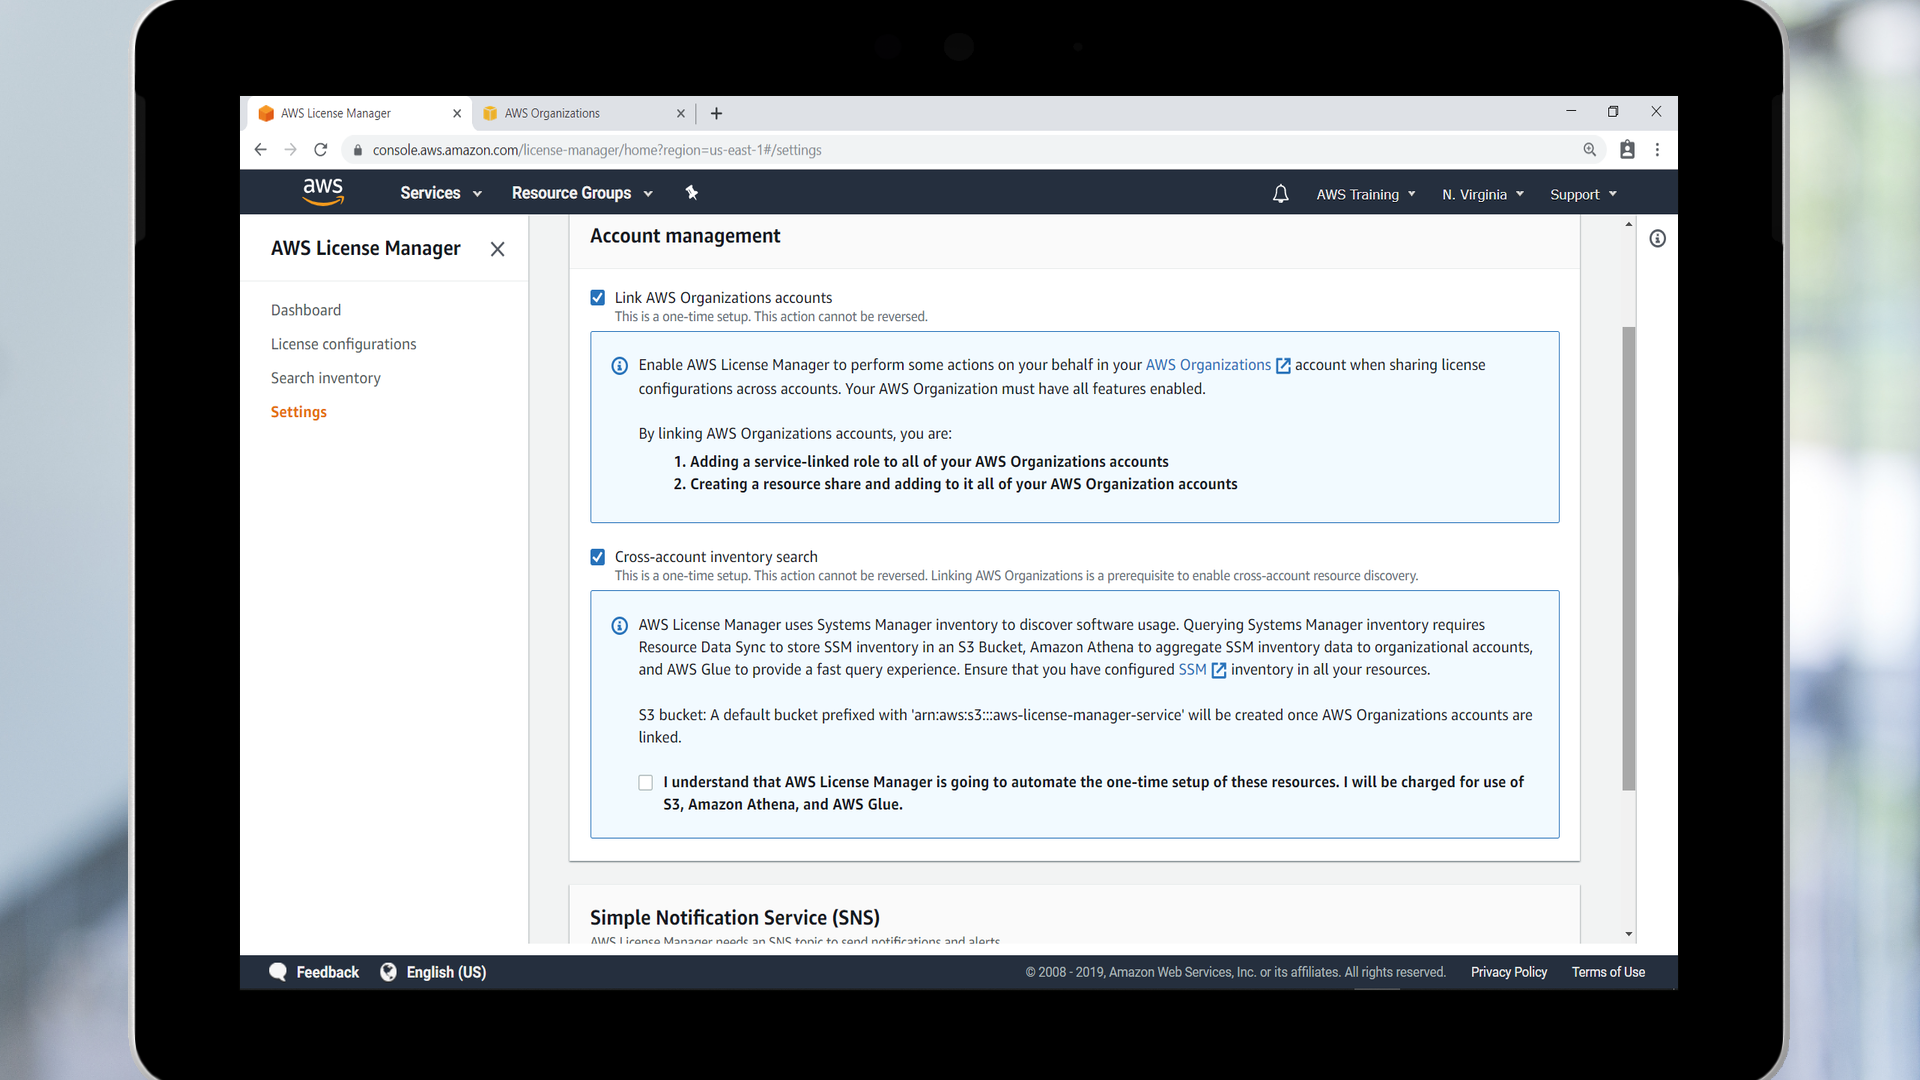 AWS License Manager
AWS Organizations
console.aws.amazon.com/license-manager/home?region=us-east-1#/settings
aws
Services
Resource Groups
AWS Training
N. Virginia
Support
AWS License Manager
Dashboard
License configurations
Search inventory
Settings
Account management
Link AWS Organizations accounts
This is a one-time setup. This action cannot be reversed.
Enable AWS License Manager to perform some actions on your behalf in your AWS Organizations account when sharing license
configurations across accounts. Your AWS Organization must have all features enabled.
By linking AWS Organizations accounts, you are:
1. Adding a service-linked role to all of your AWS Organizations accounts
2. Creating a resource share and adding to it all of your AWS Organization accounts
Cross-account inventory search
This is a one-time setup. This action cannot be reversed. Linking AWS Organizations is a prerequisite to enable cross-account resource discovery.
AWS License Manager uses Systems Manager inventory to discover software usage. Querying Systems Manager inventory requires
Resource Data Sync to store SSM inventory in an S3 Bucket, Amazon Athena to aggregate SSM inventory data to organizational accounts,
and AWS Glue to provide a fast query experience. Ensure that you have configured SSM inventory in all your resources.
S3 bucket: A default bucket prefixed with 'arn:aws:s3:::aws-license-manager-service' will be created once AWS Organizations accounts are
linked.
I understand that AWS License Manager is going to automate the one-time setup of these resources. I will be charged for use of
S3, Amazon Athena, and AWS Glue.
Simple Notification Service (SNS)
AWS License Manager needs an SNS topic to send notifications and alerts
Feedback
English (US)
© 2008 - 2019, Amazon Web Services, Inc. or its affiliates. All rights reserved.
Privacy Policy
Terms of Use